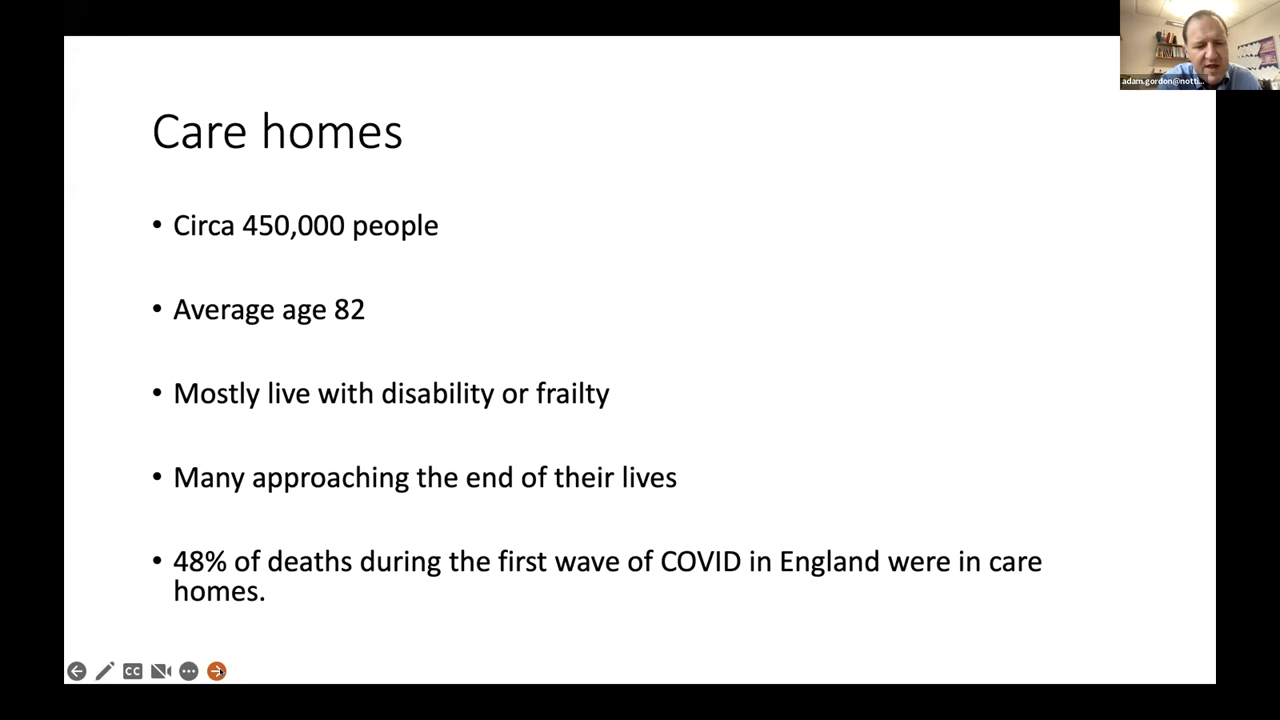 adam.gordon@notti...
Care homes
• Circa 450,000 people
• Average age 82
• Mostly live with disability or frailty
• Many approaching the end of their lives
• 48% of deaths during the first wave of COVID in England were in care
homes.
CC